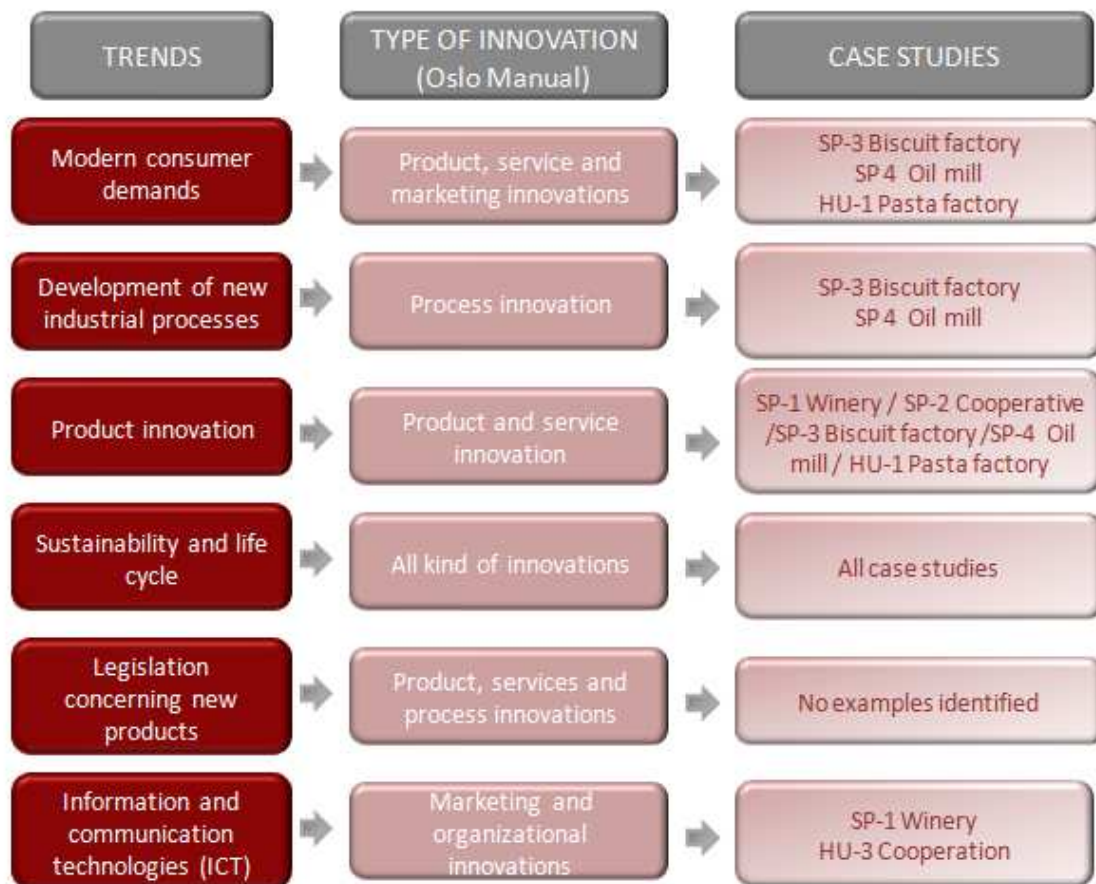 TRENDS
TYPE OF INNOVATION
(Oslo Manual)
CASE STUDIES
Modern consumer
demands
Product, service and
marketing innovations
SP-3 Biscuit factory
SP 4 Oil mill
HU-1 Pasta factory
Development of new
industrial processes
Process innovation
SP-3 Biscuit factory
SP 4 Oil mill
Product innovation
Product and service
innovation
SP-1 Winery / SP-2 Cooperative
/SP-3 Biscuit factory /SP-4 Oil
mill / HU-1 Pasta factory
Sustainability and life
cycle
All kind of innovations
All case studies
Legislation
concerning new
products
Product, services and
process innovations
No examples identified
Information and
communication
technologies (ICT)
Marketing and
organizational
innovations
SP-1 Winery
HU-3 Cooperation